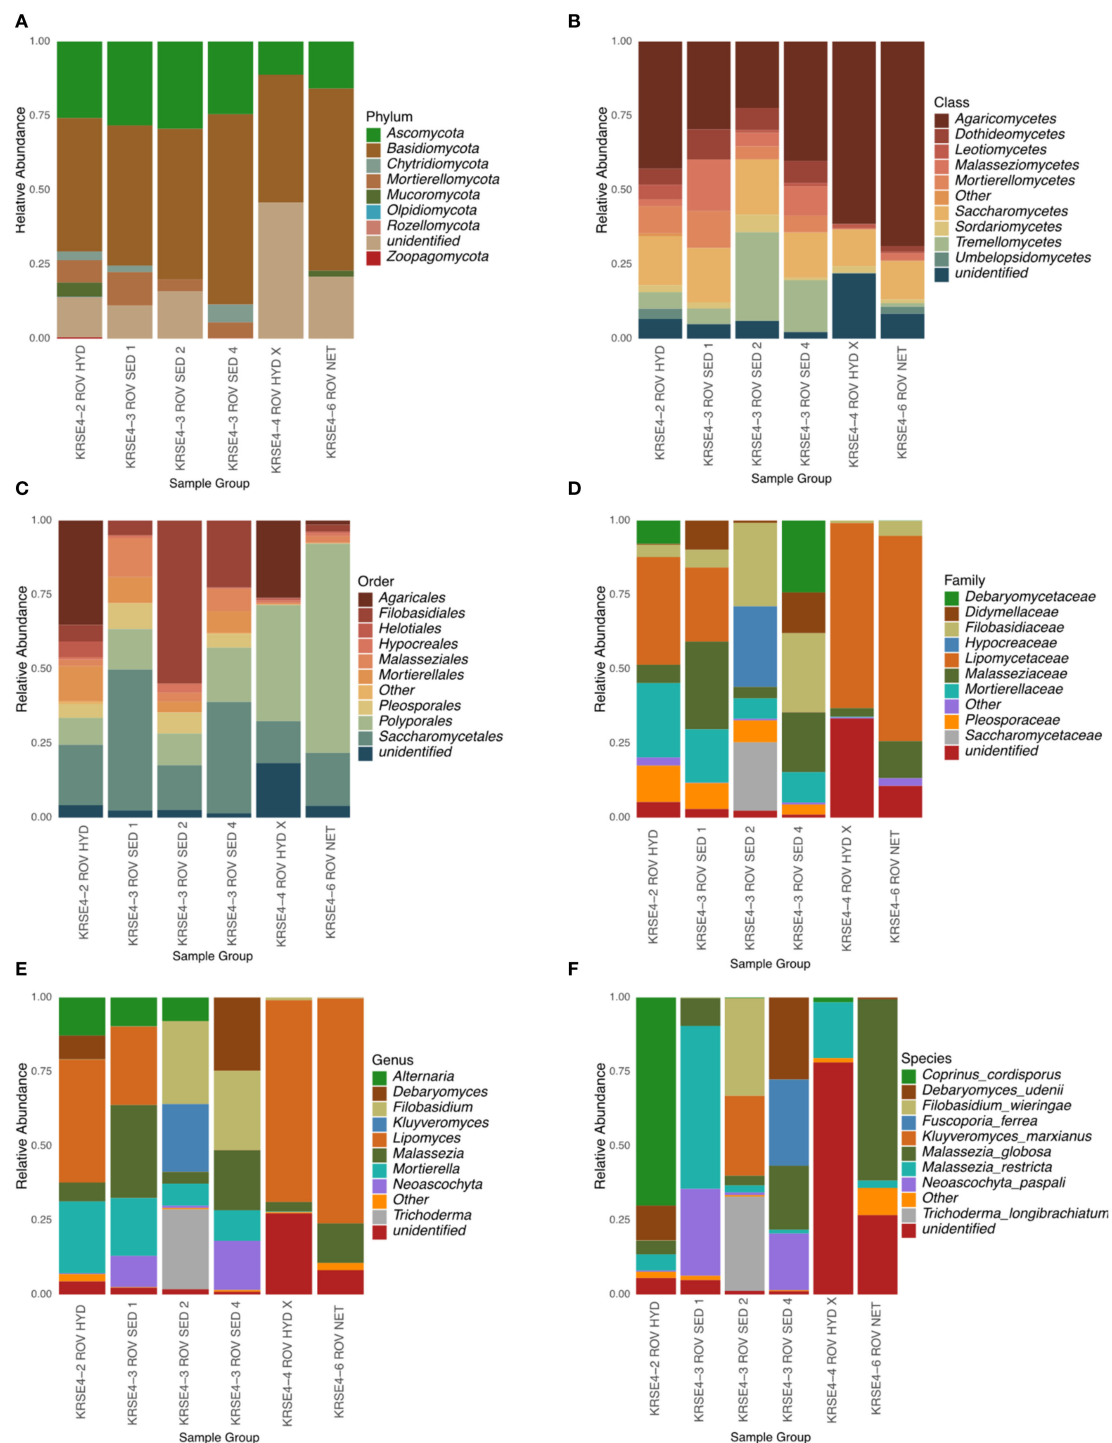 A
1.00
0.75
0.50
0.25
0.00
Relative Abundance
KRSE4-2 ROV HYD
KRSE4-3 ROV SED 1
KRSE4-3 ROV SED 2
KRSE4-3 ROV SED 4
KRSE4-4 ROV HYD X
KRSE4-6 ROV NET
Sample Group
Phylum
Ascomycota
Basidiomycota
Chytridiomycota
Mortierellomycota
Mucoromycota
Olpidiomycota
Rozellomycota
unidentified
Zoopagomycota
B
1.00
0.75
0.50
0.25
0.00
Relative Abundance
KRSE4-2 ROV HYD
KRSE4-3 ROV SED 1
KRSE4-3 ROV SED 2
KRSE4-3 ROV SED 4
KRSE4-4 ROV HYD X
KRSE4-6 ROV NET
Sample Group
Class
Agaricomycetes
Dothideomycetes
Leotiomycetes
Malasseziomycetes
Mortierellomycetes
Other
Saccharomycetes
Sordariomycetes
Tremellomycetes
Umbelopsidomycetes
unidentified
C
1.00
0.75
0.50
0.25
0.00
Relative Abundance
KRSE4-2 ROV HYD
KRSE4-3 ROV SED 1
KRSE4-3 ROV SED 2
KRSE4-3 ROV SED 4
KRSE4-4 ROV HYD X
KRSE4-6 ROV NET
Sample Group
Order
Agaricales
Filobasidiales
Helotiales
Hypocreales
Malasseziales
Mortierellales
Other
Pleosporales
Polyporales
Saccharomycetales
unidentified
D
1.00
0.75
0.50
0.25
0.00
Relative Abundance
KRSE4-2 ROV HYD
KRSE4-3 ROV SED 1
KRSE4-3 ROV SED 2
KRSE4-3 ROV SED 4
KRSE4-4 ROV HYD X
KRSE4-6 ROV NET
Sample Group
Family
Debaryomycetaceae
Didymellaceae
Filobasidiaceae
Hypocreaceae
Lipomycetaceae
Malasseziaceae
Mortierellaceae
Other
Pleosporaceae
Saccharomycetaceae
unidentified
E
1.00
0.75
0.50
0.25
0.00
Relative Abundance
KRSE4-2 ROV HYD
KRSE4-3 ROV SED 1
KRSE4-3 ROV SED 2
KRSE4-3 ROV SED 4
KRSE4-4 ROV HYD X
KRSE4-6 ROV NET
Sample Group
Genus
Alternaria
Debaryomyces
Filobasidium
Kluyveromyces
Lipomyces
Malassezia
Mortierella
Neoascochyta
Other
Trichoderma
unidentified
F
1.00
0.75
0.50
0.25
0.00
Relative Abundance
KRSE4-2 ROV HYD
KRSE4-3 ROV SED 1
KRSE4-3 ROV SED 2
KRSE4-3 ROV SED 4
KRSE4-4 ROV HYD X
KRSE4-6 ROV NET
Sample Group
Species
Coprinus_cordisporus
Debaryomyces_udenii
Filobasidium_wieringae
Fuscoporia_ferrea
Kluyveromyces_marxianus
Malassezia_globosa
Malassezia_restricta
Neoascochyta_paspali
Other
Trichoderma_longibrachiatum
unidentified